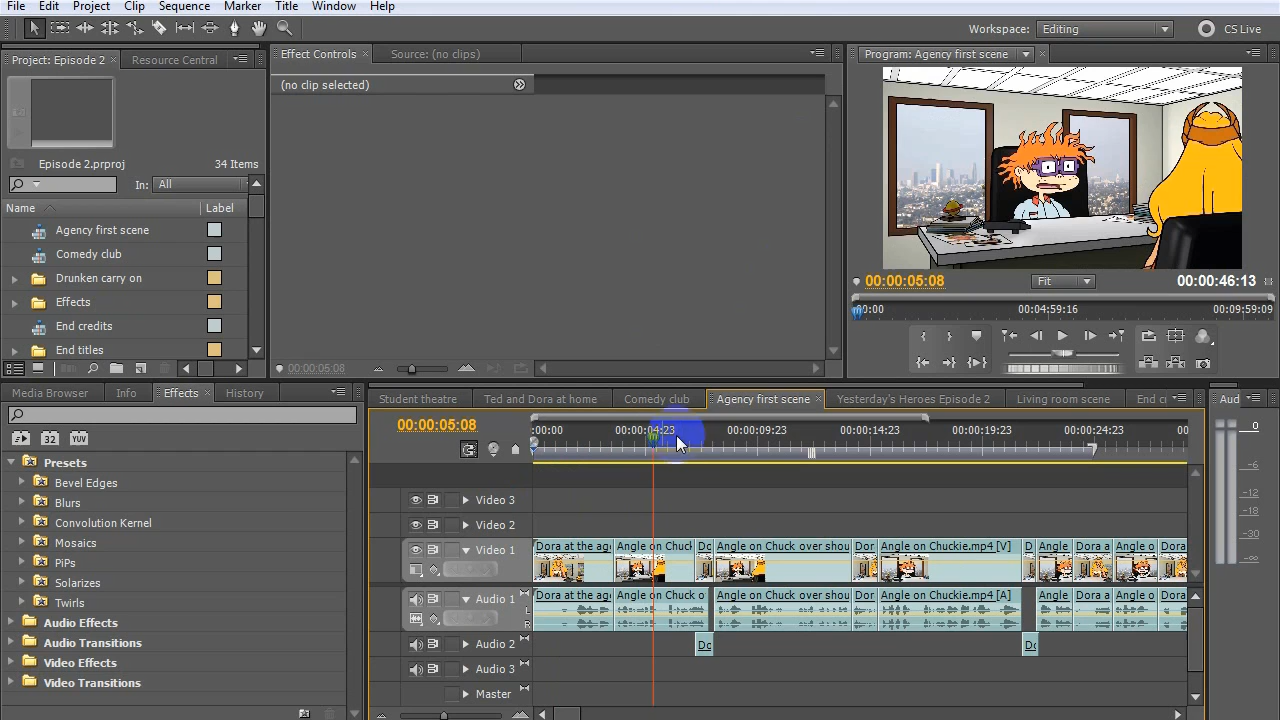 File Edit Project Clip Sequence Marker Title Window Help
Workspace: Editing CS Live
Project: Episode 2 Resource Central
Effect Controls Source: (no clips)
Program: Agency first scene
(no clip selected)
Episode 2.prproj 34 Items
In: All
Name Label
Agency first scene
Comedy club
Drunken carry on
Effects
End credits
End titles
00:00:05:08 Fit 00:00:46:13
00:00 00:04:59:16 00:09:59:09
00:00:05:08
Media Browser Info Effects History
Student theatre Ted and Dora at home Comedy club Agency first scene Yesterday's Heroes Episode 2 Living room scene End c
Aud
32 YUV
00:00:05:08
:00:00 00:00:04:23 00:00:09:23 00:00:14:23 00:00:19:23 00:00:24:23 00
0
-6
-12
-18
-30
-∞
Presets
Bevel Edges
Blurs
Convolution Kernel
Mosaics
PiPs
Solarizes
Twirls
Audio Effects
Audio Transitions
Video Effects
Video Transitions
Video 3
Video 2
Video 1 Dora at the age Angle on Chuck Do Angle on Chuck over shou Dor Angle on Chuckie.mp4 [V] D Angle Dora a Angle o Dora
Audio 1 Dora at the age Angle on Chuck o Angle on Chuck over shou Dor Angle on Chuckie.mp4 [A] Angle Dora a Angle o Dora
L
R
Audio 2 Do Do
Audio 3
Master